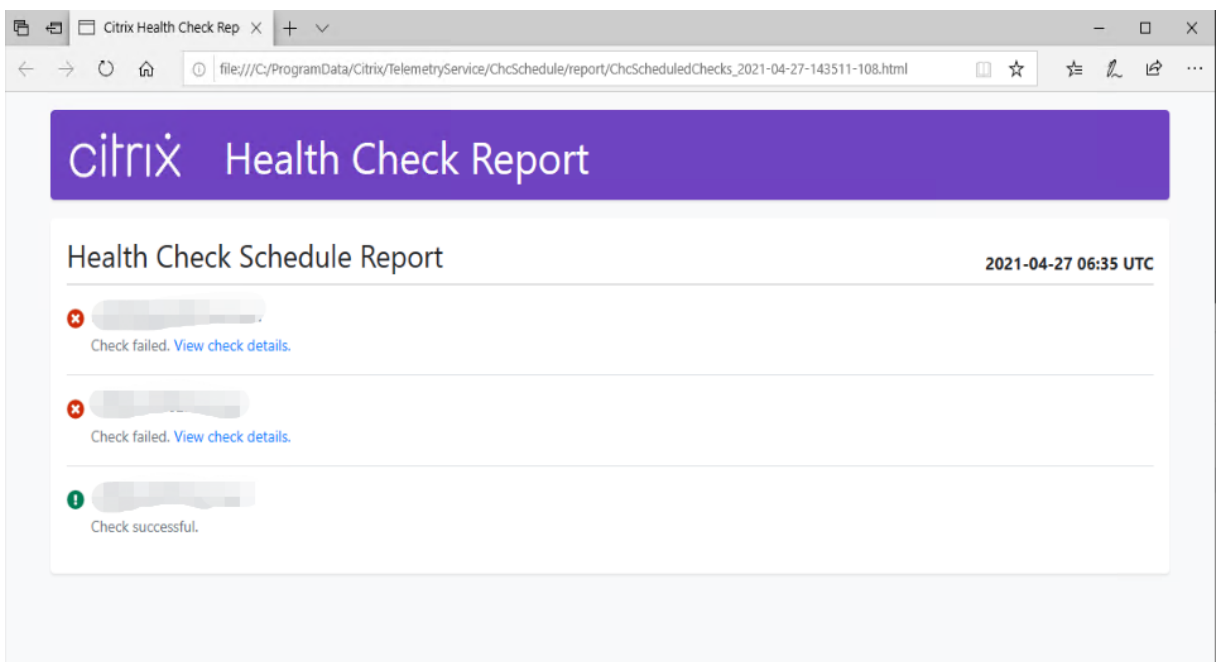 Citrix Health Check Rep
file:///C:/ProgramData/Citrix/TelemetryService/ChcSchedule/report/ChcScheduledChecks_2021-04-27-143511-108.html
citrix Health Check Report
Health Check Schedule Report
2021-04-27 06:35 UTC
Check failed. View check details.
Check failed. View check details.
Check successful.